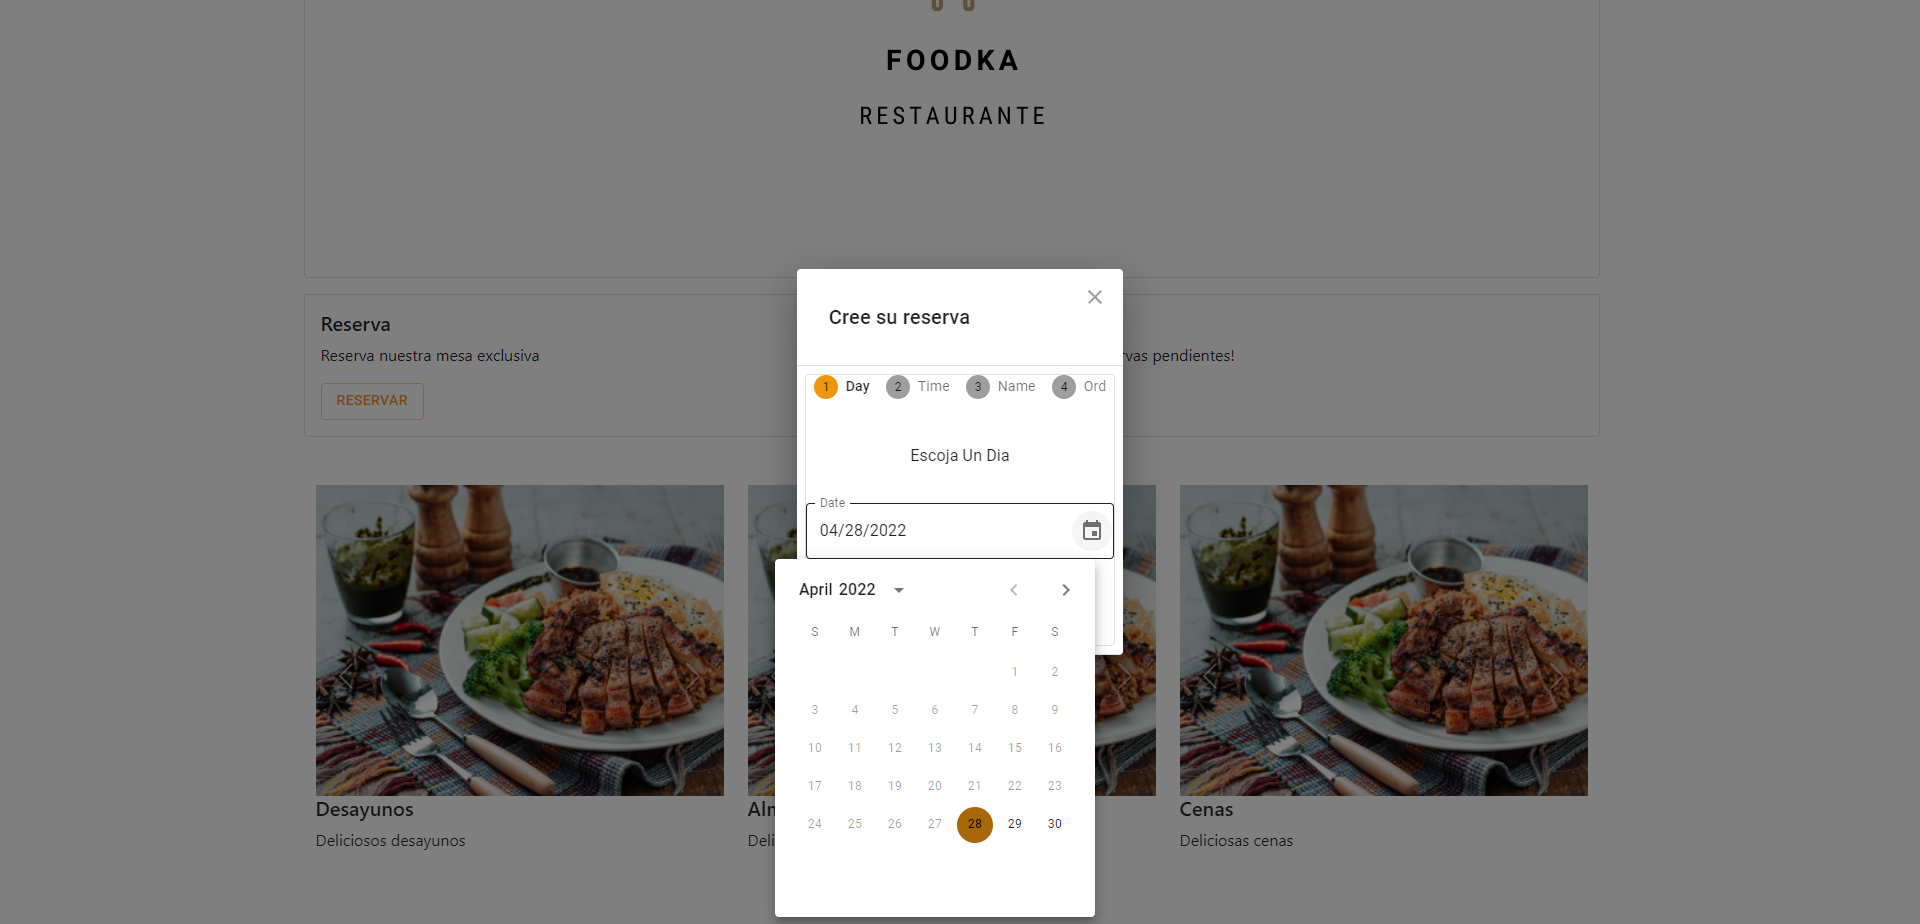 FOODKA
RESTAURANTE
Cree su reserva
Reserva
Reserva nuestra mesa exclusiva
pendientes!
RESERVAR
1 Day 2 Time 3 Name 4 Ord
Escoja Un Dia
Date
04/28/2022
April 2022
S M T W T F S
1 2
3 4 5 6 7 8 9
10 11 12 13 14 15 16
17 18 19 20 21 22 23
24 25 26 27 28 29 30
Desayunos
Deliciosos desayunos
Cenas
Deliciosas cenas